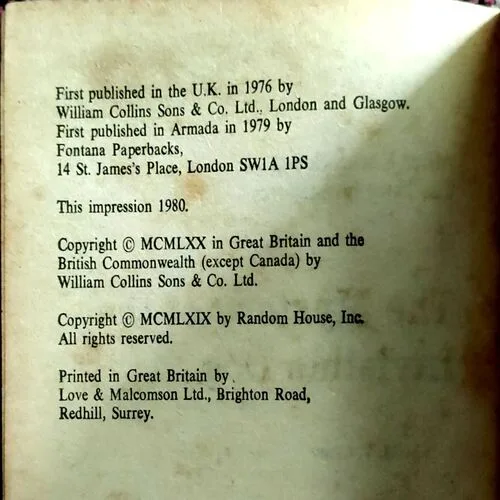 First published in the U.K. in 1976 by
William Collins Sons & Co. Ltd., London and Glasgow.
First published in Armada in 1979 by
Fontana Paperbacks,
14 St. James's Place, London SW1A 1PS
This impression 1980.
Copyright © MCMLXX in Great Britain and the
British Commonwealth (except Canada) by
William Collins Sons & Co. Ltd.
Copyright © MCMLXIX by Random House, Inc.
All rights reserved.
Printed in Great Britain by
Love & Malcomson Ltd., Brighton Road,
Redhill, Surrey.